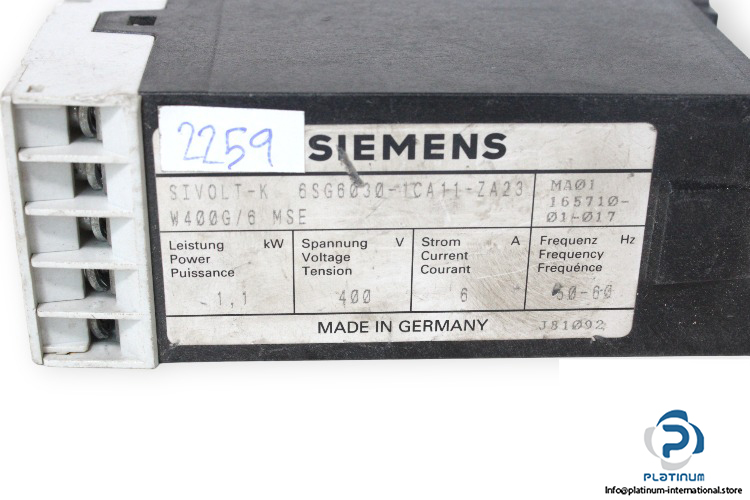 2259
SIEMENS
SIVOLT-K 6SG6030-1CA11-ZA23
W400G/6 MSE
MA01
165710-
01-017
Leistung kW
Power
Puissance
1,1
Spannung V
Voltage
Tension
400
Strom A
Current
Courant
6
Frequenz Hz
Frequency
Fréquence
50-60
MADE IN GERMANY
J81092
PLATINUM
Info@platinum-international.store